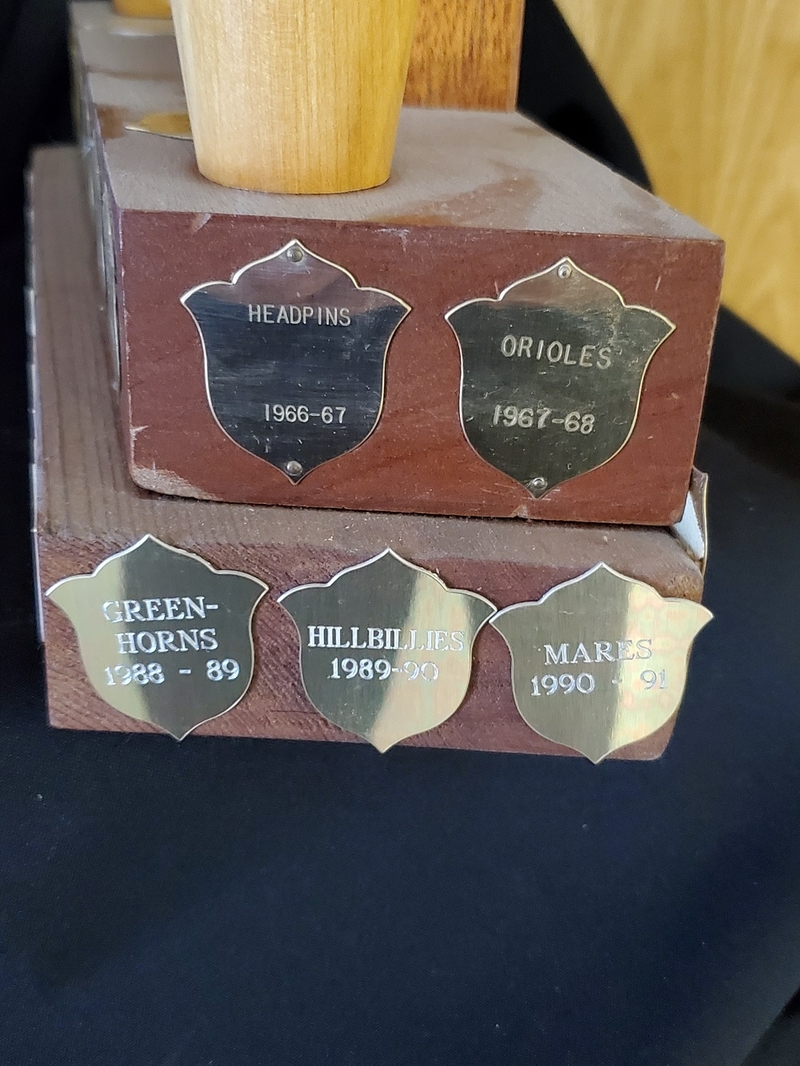 HEADPINS
1966-67
ORIOLES
1967-68
GREEN-
HORNS
1988 - 89
HILLBILLIES
1989-90
MARES
1990 - 91